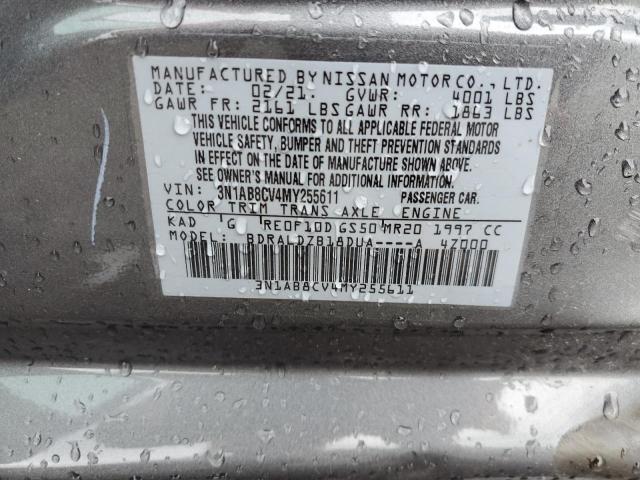 MANUFACTURED BY NISSAN MOTOR CO., LTD.
DATE: 02/21. GVWR: 4001 LBS
GAWR FR: 2161 LBS GAWR RR: 1863 LBS
THIS VEHICLE CONFORMS TO ALL APPLICABLE FEDERAL MOTOR
VEHICLE SAFETY, BUMPER AND THEFT PREVENTION STANDARDS
IN EFFECT ON THE DATE OF MANUFACTURE SHOWN ABOVE.
SEE OWNER'S MANUAL FOR ADDITIONAL INFORMATION.
VIN: 3N1AB8CV4MY255611 PASSENGER CAR.
COLOR TRIM TRANS AXLE ENGINE
KAD G RE0F10D GS50 MR20 1997 CC
MODEL: BDRALDZB18DUA----A 4Z000
3N1AB8CV4MY255611